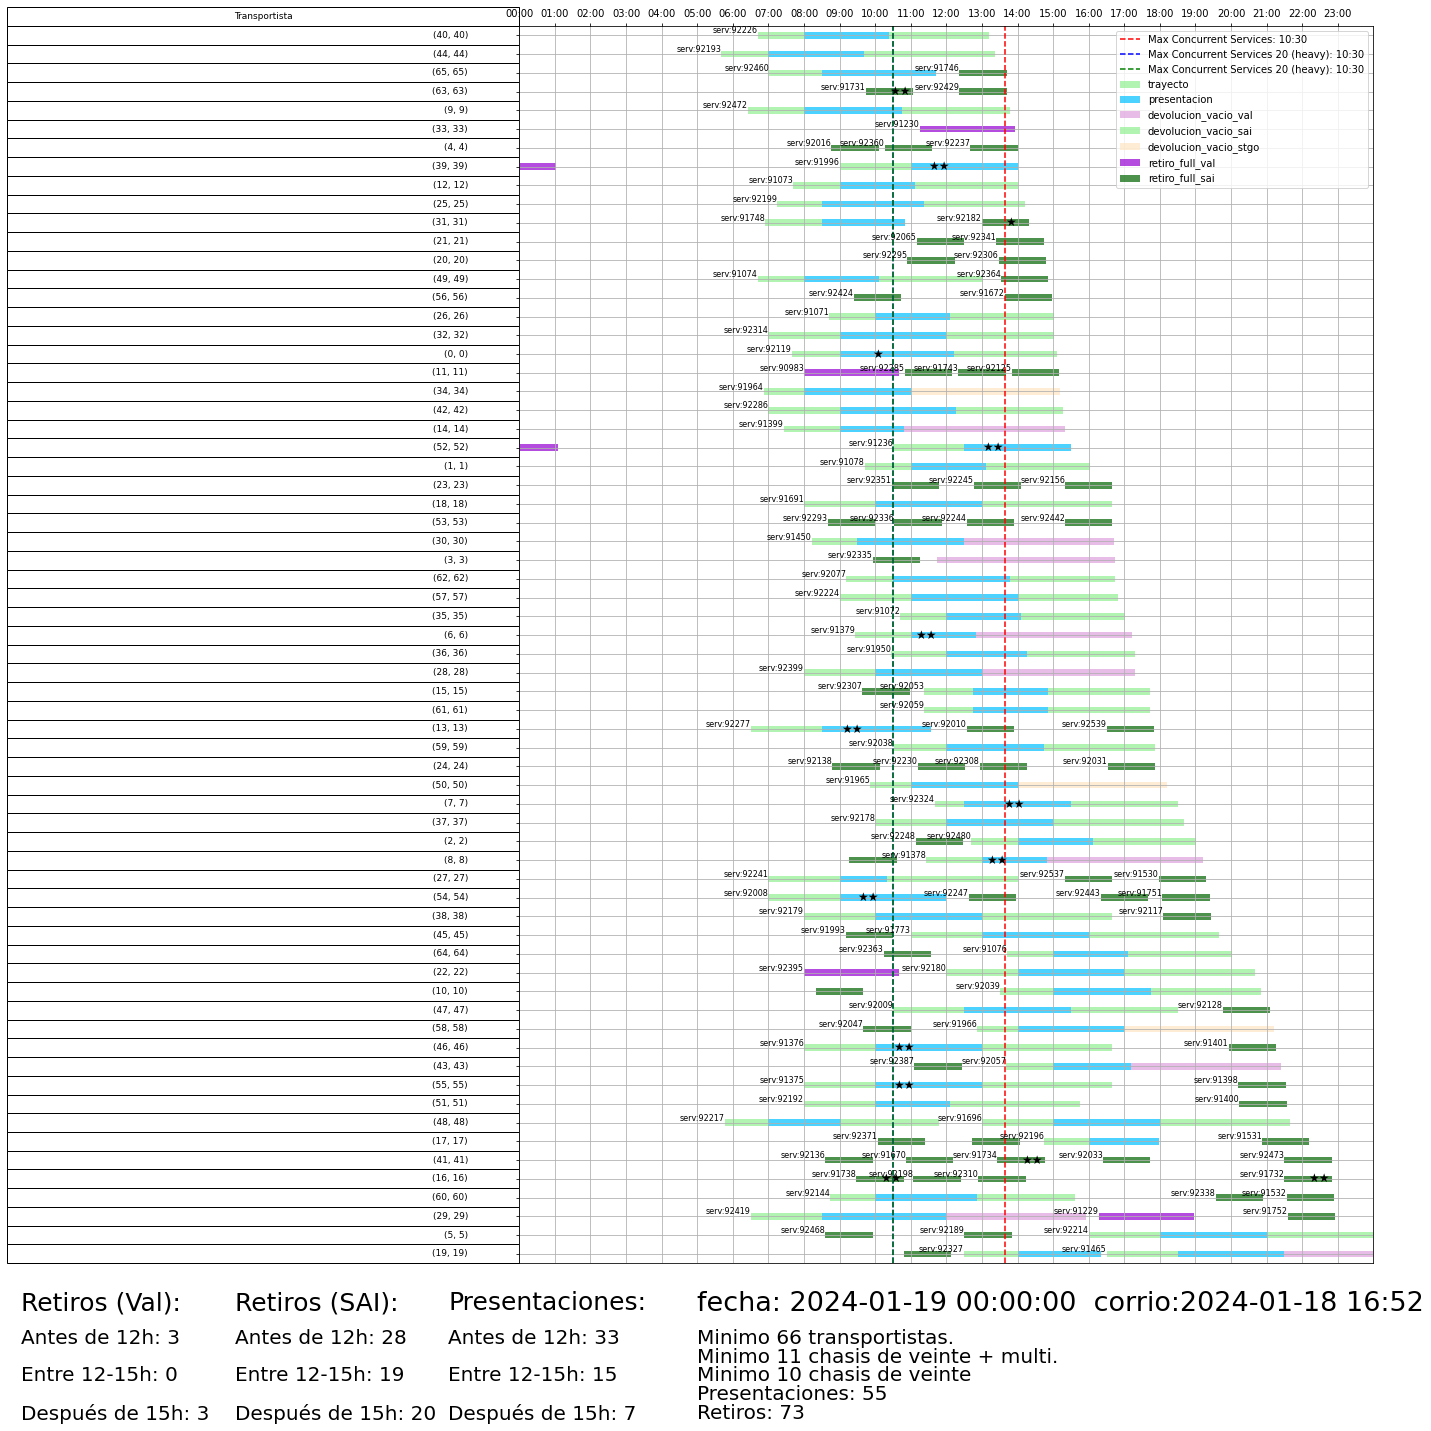 Transportista 00:00 01:00 02:00 03:00 04:00 05:00 06:00 07:00 08:00 09:00 10:00 11:00 12:00 13:00 14:00 15:00 16:00 17:00 18:00 19:00 20:00 21:00 22:00 23:00
Max Concurrent Services: 10:30
Max Concurrent Services 20 (heavy): 10:30
Max Concurrent Services 20 (heavy): 10:30
trayecto
presentacion
devolucion_vacio_val
devolucion_vacio_sai
devolucion_vacio_stgo
retiro_full_val
retiro_full_sai
(40, 40) serv:92226
(44, 44) serv:92193
(65, 65) serv:92460 serv:91746
(63, 63) serv:91731 serv:92429
(9, 9) serv:92472
(33, 33) serv:91230
(4, 4) serv:92016 serv:92360 serv:92237
(39, 39) serv:91996
(12, 12) serv:91073
(25, 25) serv:92199
(31, 31) serv:91748 serv:92182
(21, 21) serv:92065 serv:92341
(20, 20) serv:92295 serv:92306
(49, 49) serv:91074 serv:92364
(56, 56) serv:92424 serv:91672
(26, 26) serv:91071
(32, 32) serv:92314
(0, 0) serv:92119
(11, 11) serv:90983 serv:92285 serv:91743 serv:92125
(34, 34) serv:91964
(42, 42) serv:92286
(14, 14) serv:91399
(52, 52) serv:91236
(1, 1) serv:91078
(23, 23) serv:92351 serv:92245 serv:92156
(18, 18) serv:91691
(53, 53) serv:92293 serv:92336 serv:92244 serv:92442
(30, 30) serv:91450
(3, 3) serv:92335
(62, 62) serv:92077
(57, 57) serv:92224
(35, 35) serv:91072
(6, 6) serv:91379
(36, 36) serv:91950
(28, 28) serv:92399
(15, 15) serv:92307 serv:92053
(61, 61) serv:92059
(13, 13) serv:92277 serv:92010 serv:92539
(59, 59) serv:92038
(24, 24) serv:92138 serv:92230 serv:92308 serv:92031
(50, 50) serv:91965
(7, 7) serv:92324
(37, 37) serv:92178
(2, 2) serv:92248 serv:92480
(8, 8) serv:91378
(27, 27) serv:92241 serv:92537 serv:91530
(54, 54) serv:92008 serv:92247 serv:92443 serv:91751
(38, 38) serv:92179 serv:92117
(45, 45) serv:91993 serv:91773
(64, 64) serv:92363 serv:91076
(22, 22) serv:92395 serv:92180
(10, 10) serv:92039
(47, 47) serv:92009 serv:92128
(58, 58) serv:92047 serv:91966
(46, 46) serv:91376 serv:91401
(43, 43) serv:92387 serv:92057
(55, 55) serv:91375 serv:91398
(51, 51) serv:92192 serv:91400
(48, 48) serv:92217 serv:91696
(17, 17) serv:92371 serv:92196 serv:91531
(41, 41) serv:92136 serv:91670 serv:91734 serv:92033 serv:92473
(16, 16) serv:91738 serv:92198 serv:92310 serv:91732
(60, 60) serv:92144 serv:92338 serv:91532
(29, 29) serv:92419 serv:91229 serv:91752
(5, 5) serv:92468 serv:92189 serv:92214
(19, 19) serv:92327 serv:91465
Retiros (Val):
Antes de 12h: 3
Entre 12-15h: 0
Después de 15h: 3
Retiros (SAI):
Antes de 12h: 28
Entre 12-15h: 19
Después de 15h: 20
Presentaciones:
Antes de 12h: 33
Entre 12-15h: 15
Después de 15h: 7
fecha: 2024-01-19 00:00:00 corrio:2024-01-18 16:52
Minimo 66 transportistas.
Minimo 11 chasis de veinte + multi.
Minimo 10 chasis de veinte
Presentaciones: 55
Retiros: 73